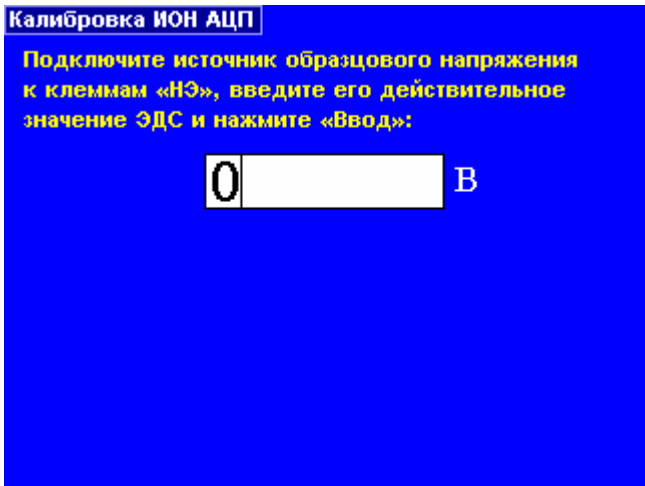 Калибровка ИОН АЦП
Подключите источник образцового напряжения
к клеммам «НЭ», введите его действительное
значение ЭДС и нажмите «Ввод»:
0 В